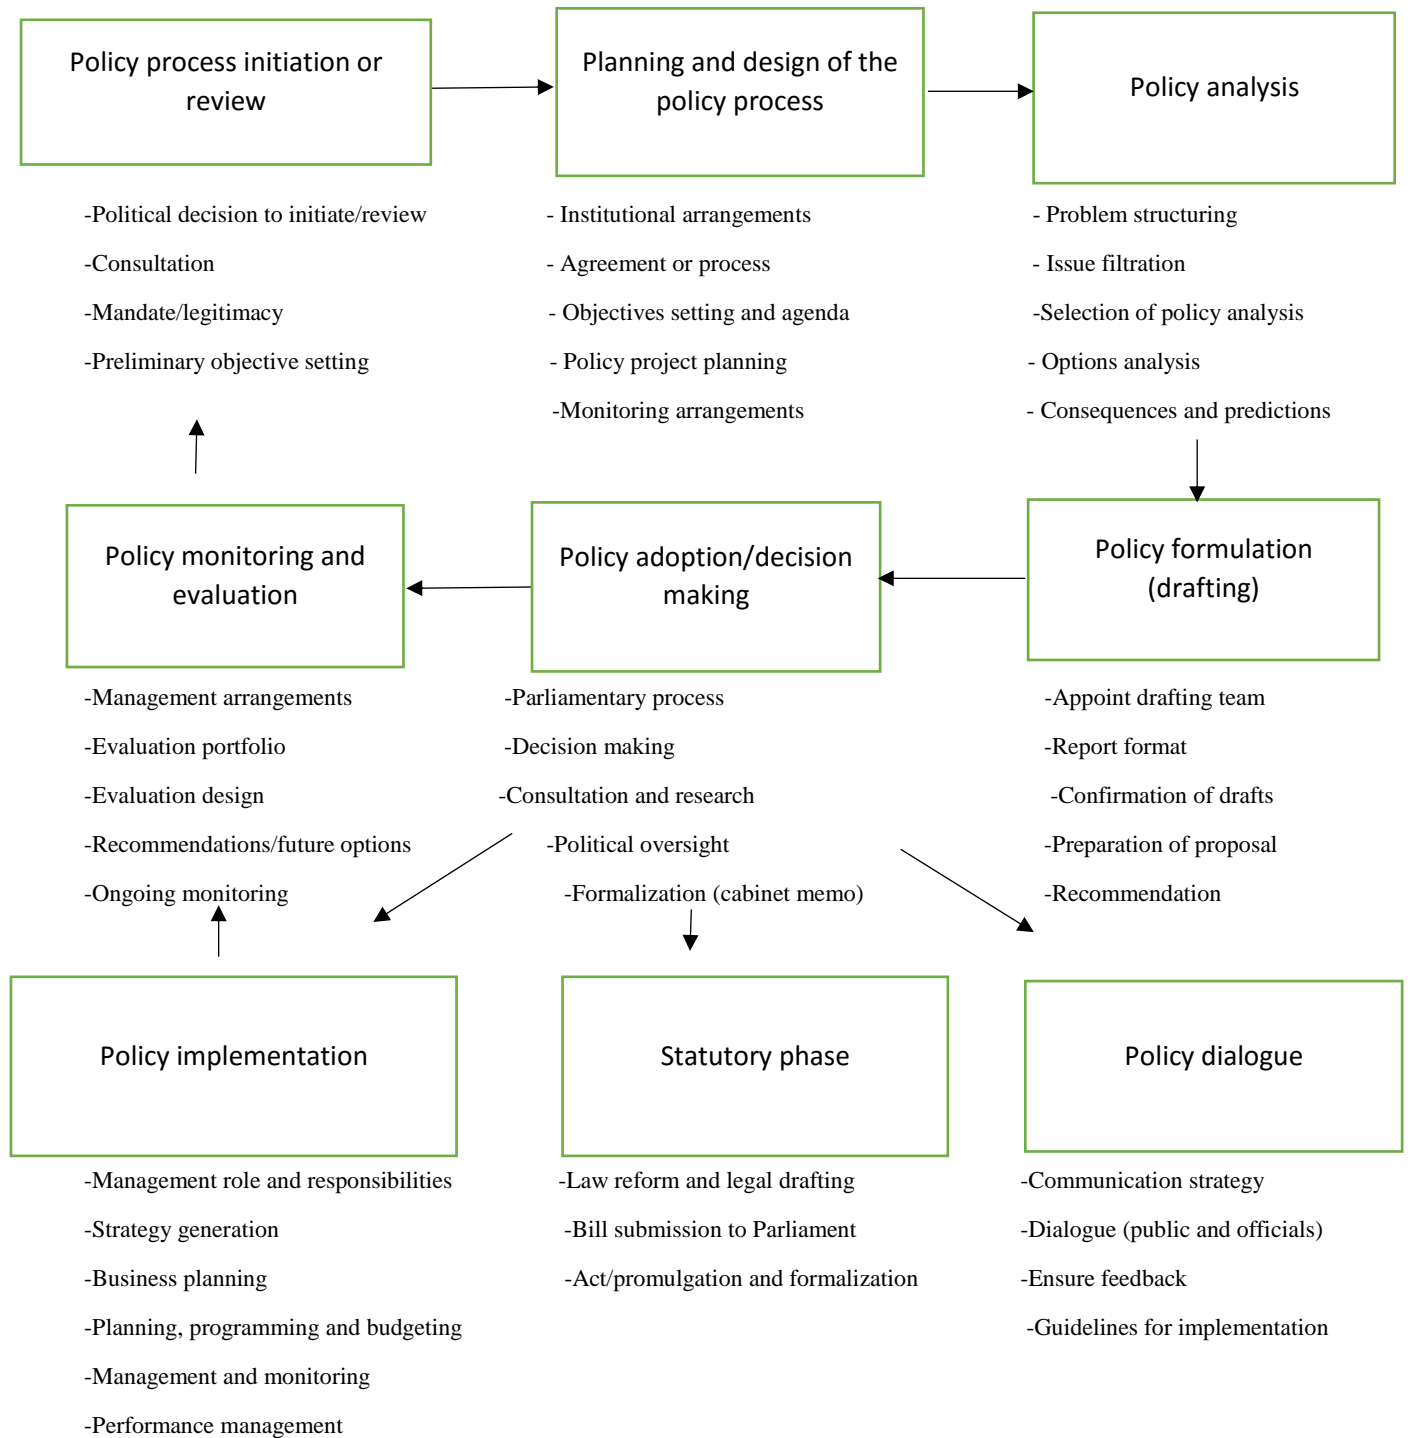 Policy process initiation or
review
-Political decision to initiate/review
-Consultation
-Mandate/legitimacy
-Preliminary objective setting
Planning and design of the
policy process
- Institutional arrangements
- Agreement or process
- Objectives setting and agenda
- Policy project planning
-Monitoring arrangements
Policy analysis
- Problem structuring
- Issue filtration
-Selection of policy analysis
- Options analysis
- Consequences and predictions
Policy monitoring and
evaluation
-Management arrangements
-Evaluation portfolio
-Evaluation design
-Recommendations/future options
-Ongoing monitoring
Policy adoption/decision
making
-Parliamentary process
-Decision making
-Consultation and research
-Political oversight
-Formalization (cabinet memo)
Policy formulation
(drafting)
-Appoint drafting team
-Report format
-Confirmation of drafts
-Preparation of proposal
-Recommendation
Policy implementation
-Management role and responsibilities
-Strategy generation
-Business planning
-Planning, programming and budgeting
-Management and monitoring
-Performance management
Statutory phase
-Law reform and legal drafting
-Bill submission to Parliament
-Act/promulgation and formalization
Policy dialogue
-Communication strategy
-Dialogue (public and officials)
-Ensure feedback
-Guidelines for implementation